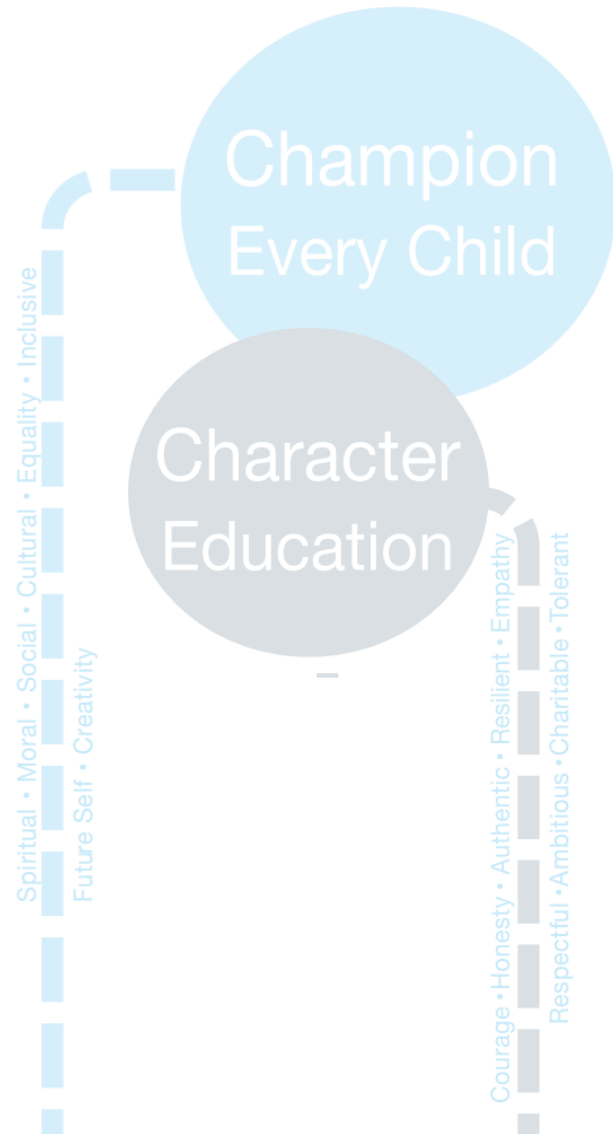 Champion
Every Child
Character
Education
Spiritual • Moral • Social • Cultural • Equality • Inclusive
Future Self • Creativity
Courage • Honesty • Authentic • Resilient • Empathy
Respectful • Ambitious • Charitable • Tolerant